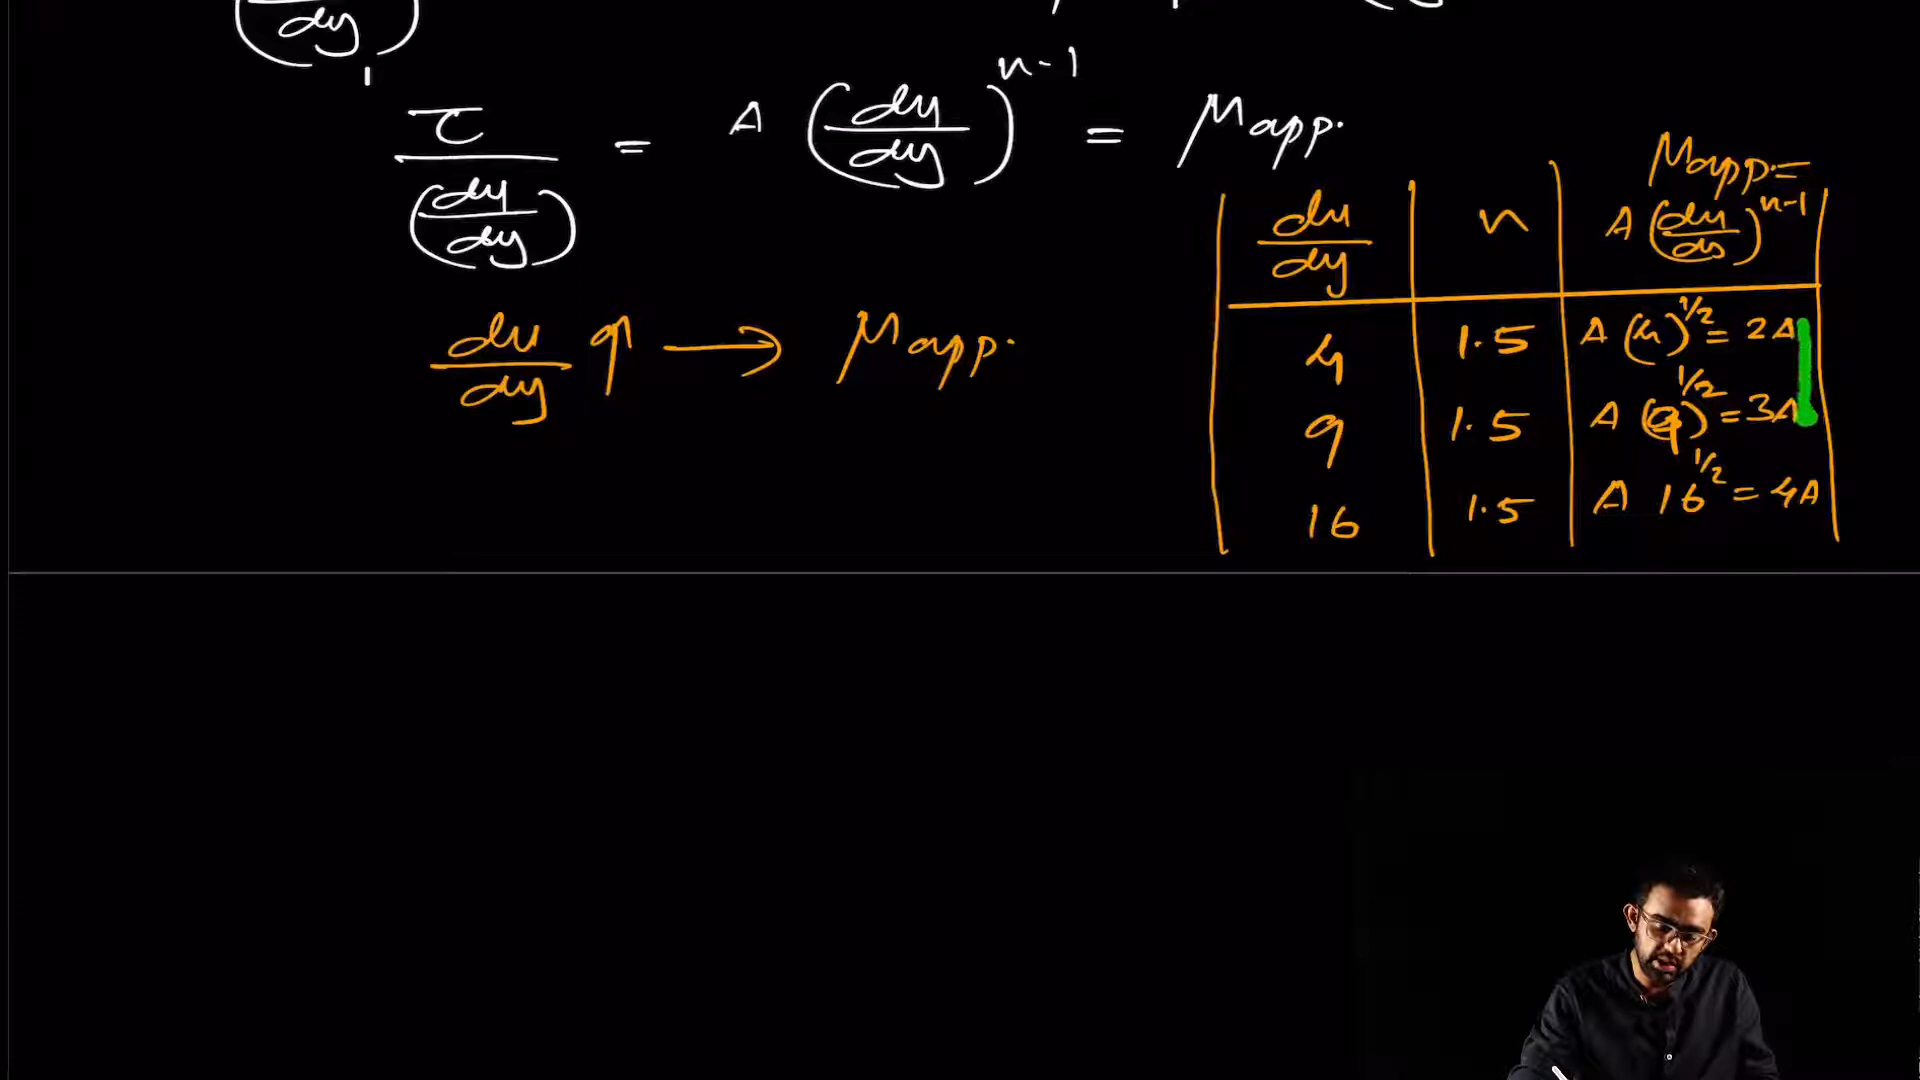 (dy)
τ / (du/dy) = A (du/dy)^n-1 = μapp.
du/dy ↑ → μapp.
du/dy | n | μapp. = A (du/dy)^n-1
4 | 1.5 | A (4)^1/2 = 2A
9 | 1.5 | A (9)^1/2 = 3A
16 | 1.5 | A 16^1/2 = 4A